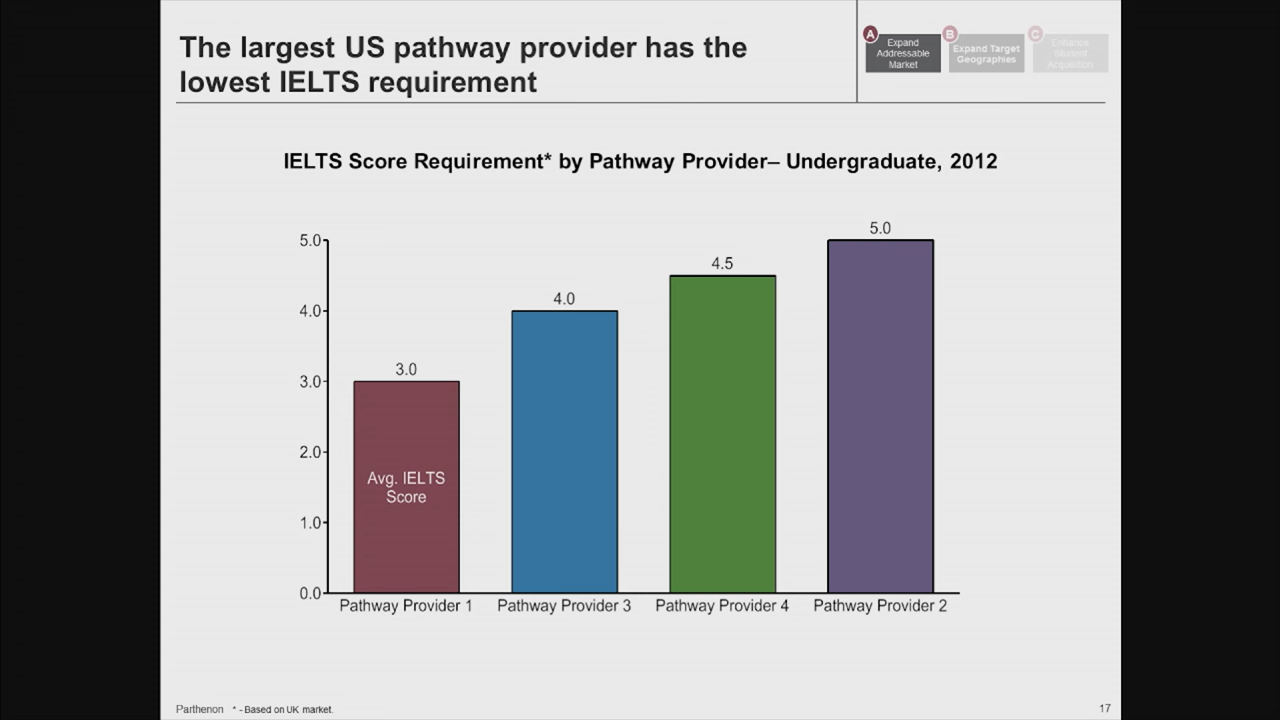 The largest US pathway provider has the
lowest IELTS requirement
A
Expand
Addressable
Market
B
Expand Target
Geographies
C
Enhance
Student
Acquisition
IELTS Score Requirement* by Pathway Provider– Undergraduate, 2012
5.0
4.0
3.0
2.0
1.0
0.0
3.0
4.0
4.5
5.0
Avg. IELTS
Score
Pathway Provider 1
Pathway Provider 3
Pathway Provider 4
Pathway Provider 2
Parthenon * - Based on UK market.
17